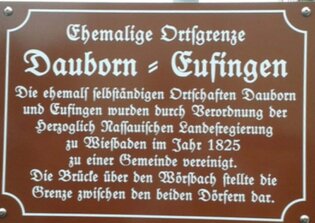 Ehemalige Ortsgrenze
Dauborn - Eufingen
Die ehemals selbständigen Ortschaften Dauborn
und Eufingen wurden durch Verordnung der
Herzoglich Nassauischen Landesregierung
zu Wiesbaden im Jahr 1825
zu einer Gemeinde vereinigt.
Die Brücke über den Wörsbach stellte die
Grenze zwischen den beiden Dörfern dar.